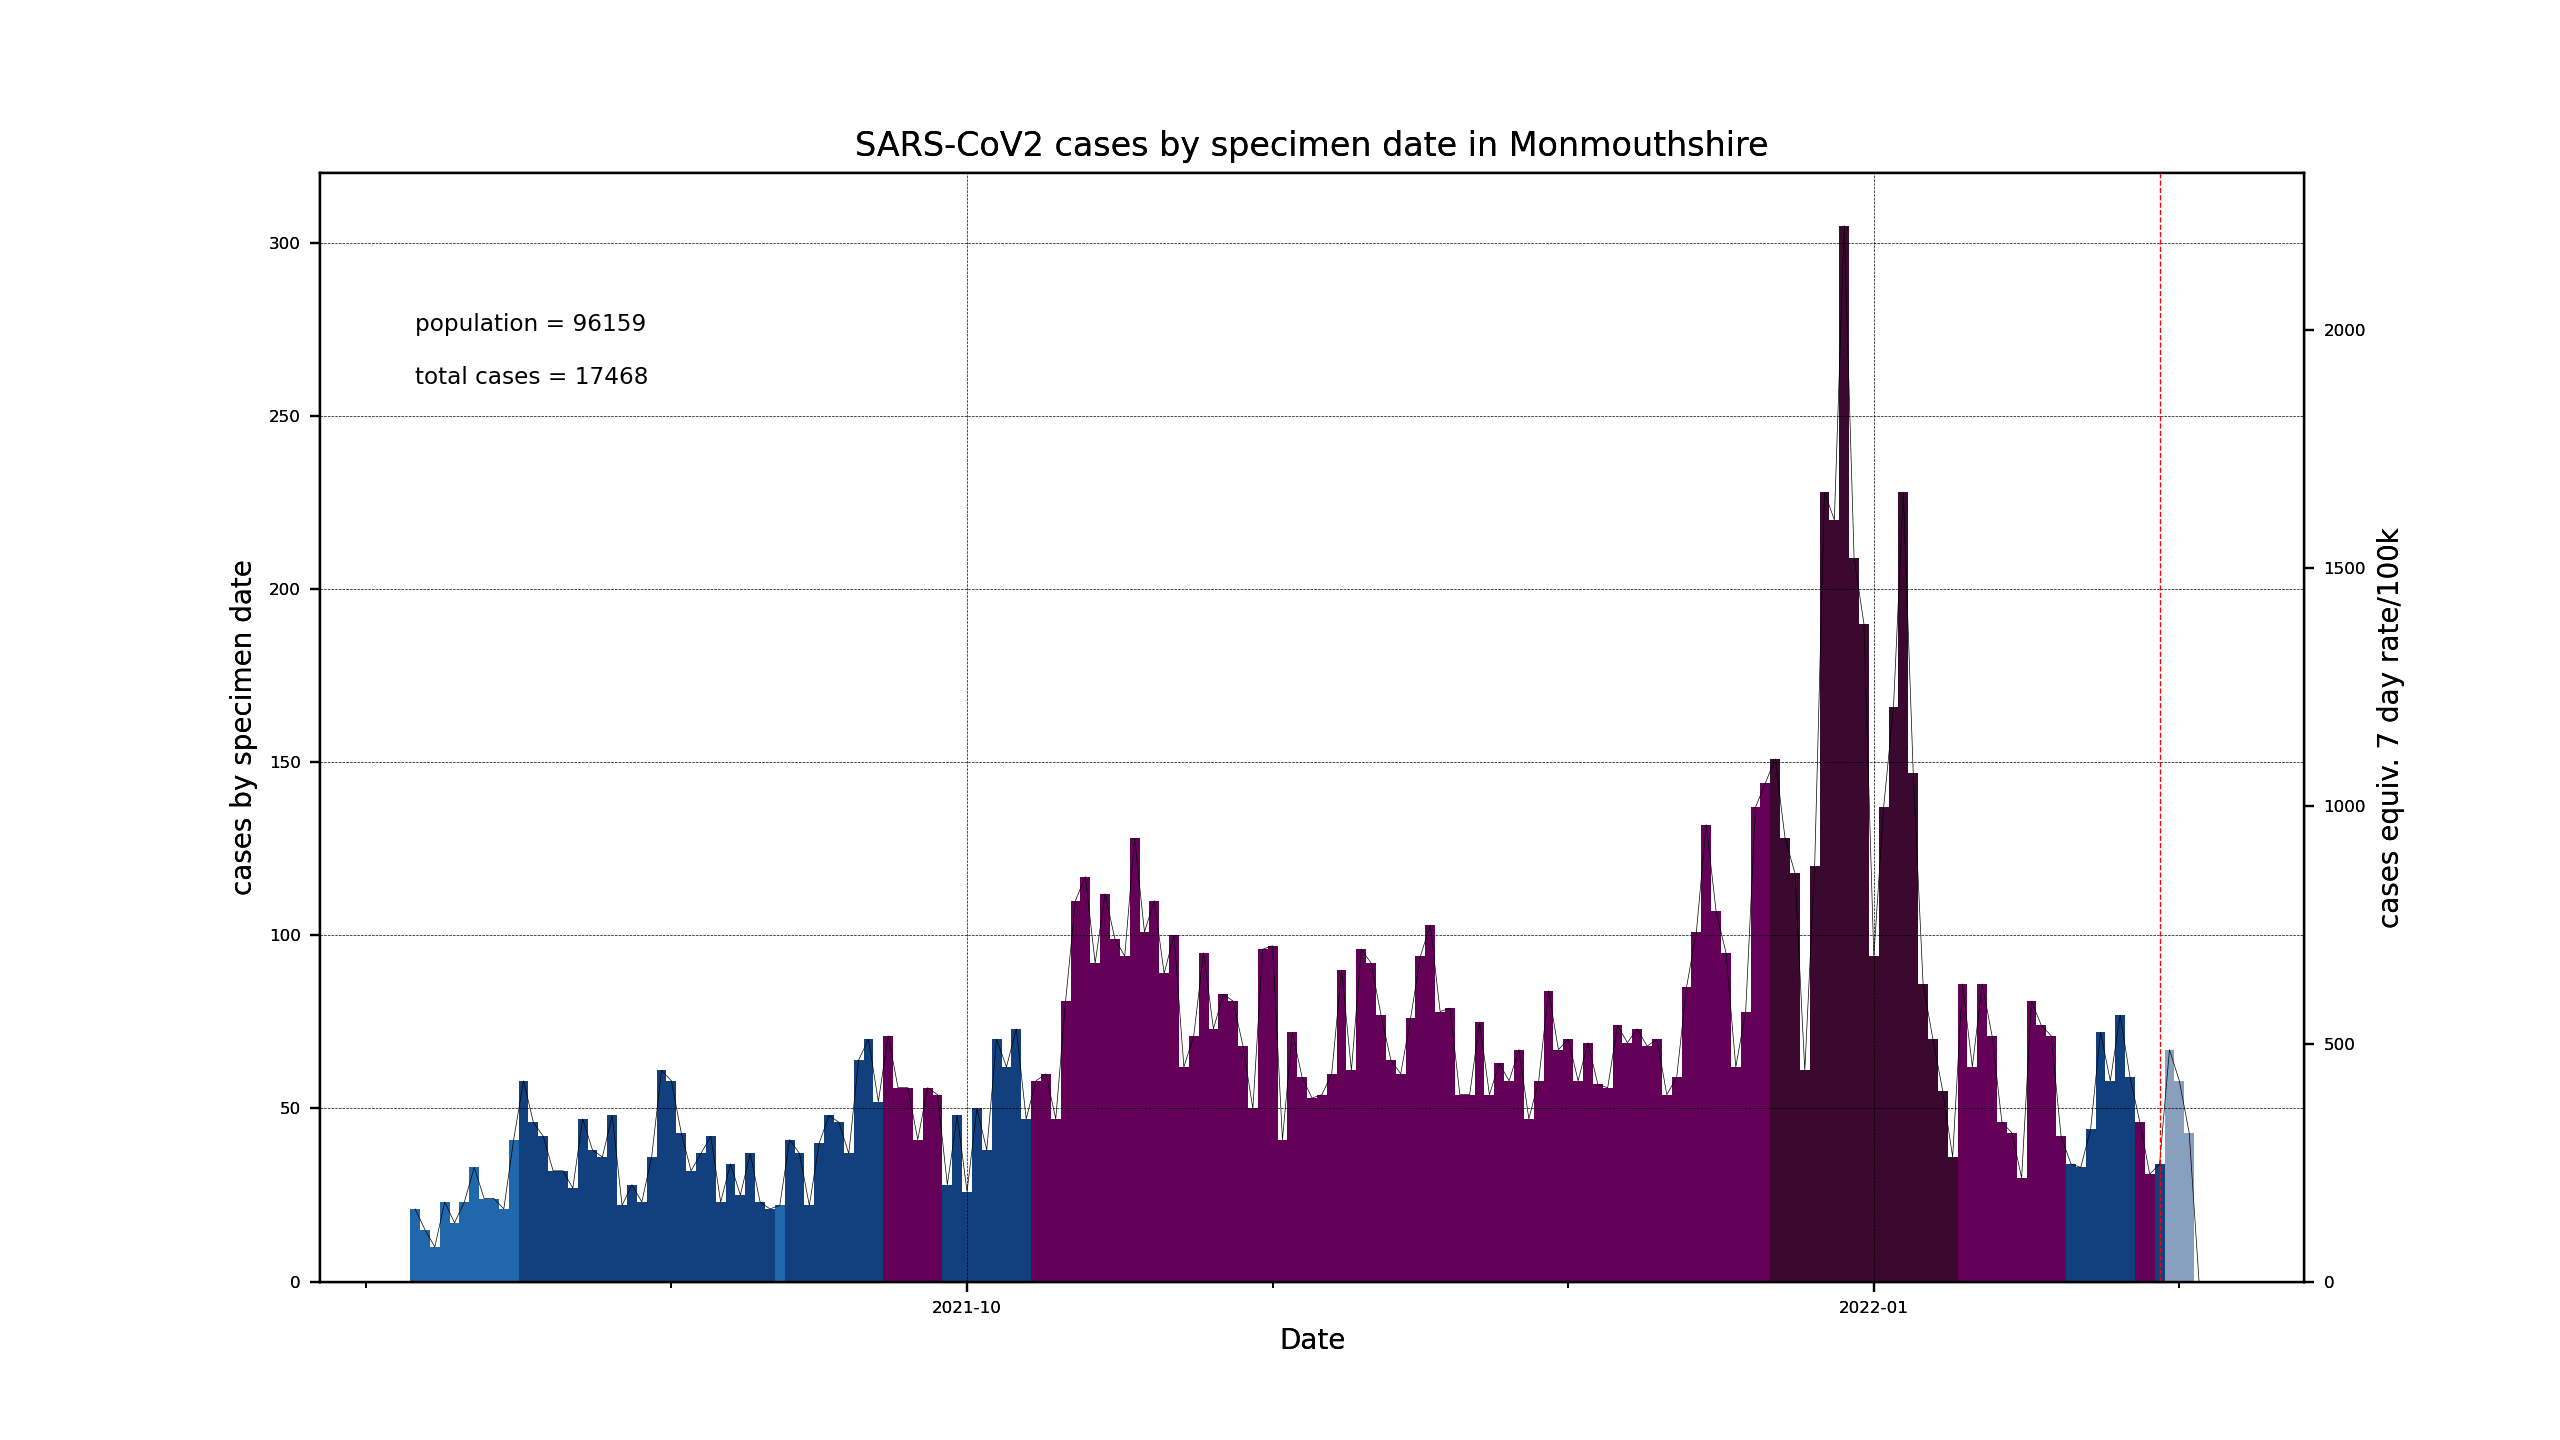 SARS-CoV2 cases by specimen date in Monmouthshire
population = 96159
total cases = 17468
cases by specimen date
300
250
200
150
100
50
0
2000
1500
1000
500
0
cases equiv. 7 day rate/100k
2021-10
2022-01
Date